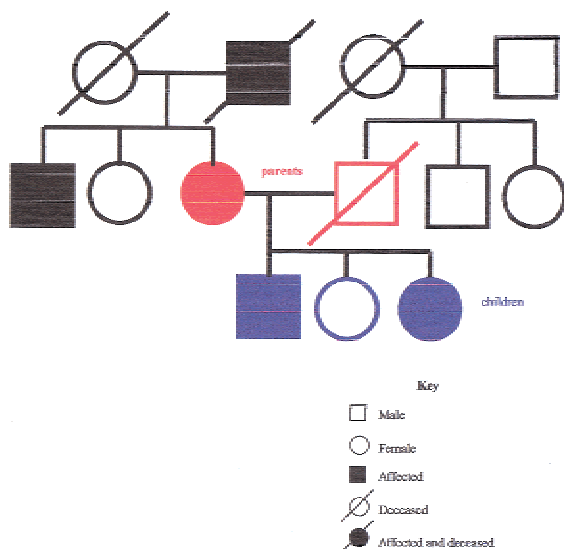 parents
children
Key
Male
Female
Affected
Deceased
Affected and deceased